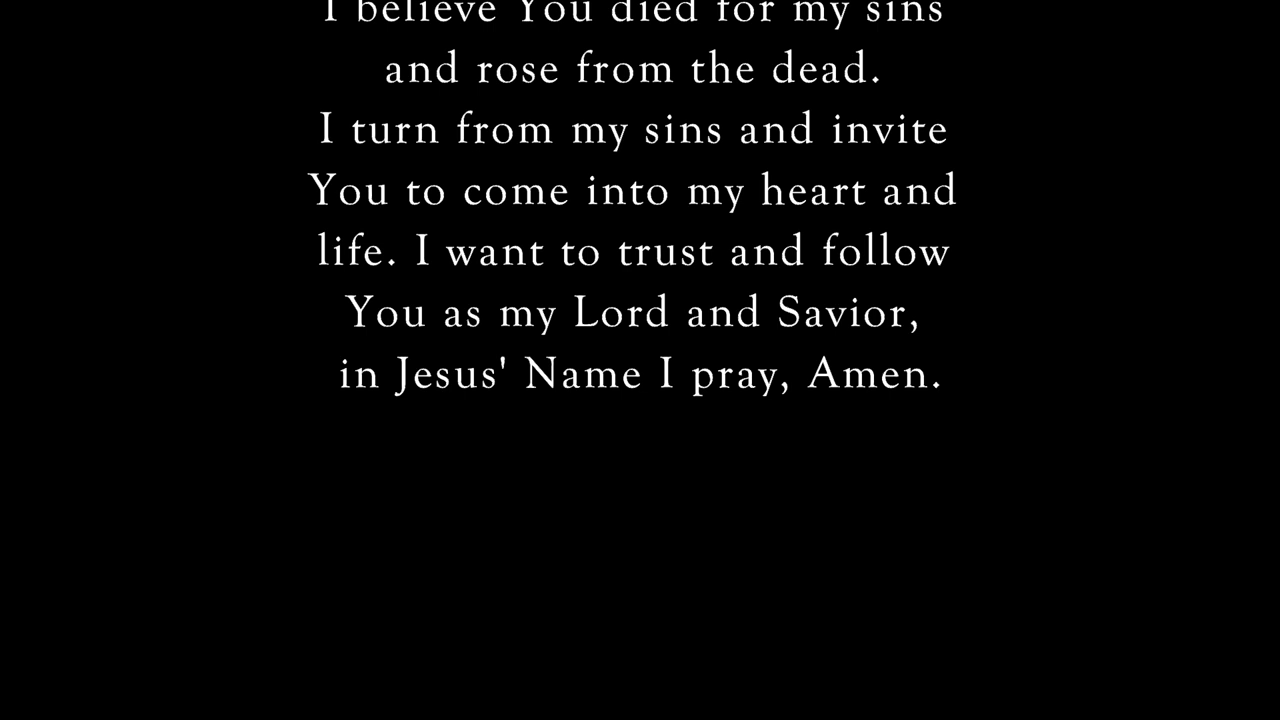 I believe You died for my sins
and rose from the dead.
I turn from my sins and invite
You to come into my heart and
life. I want to trust and follow
You as my Lord and Savior,
in Jesus' Name I pray, Amen.